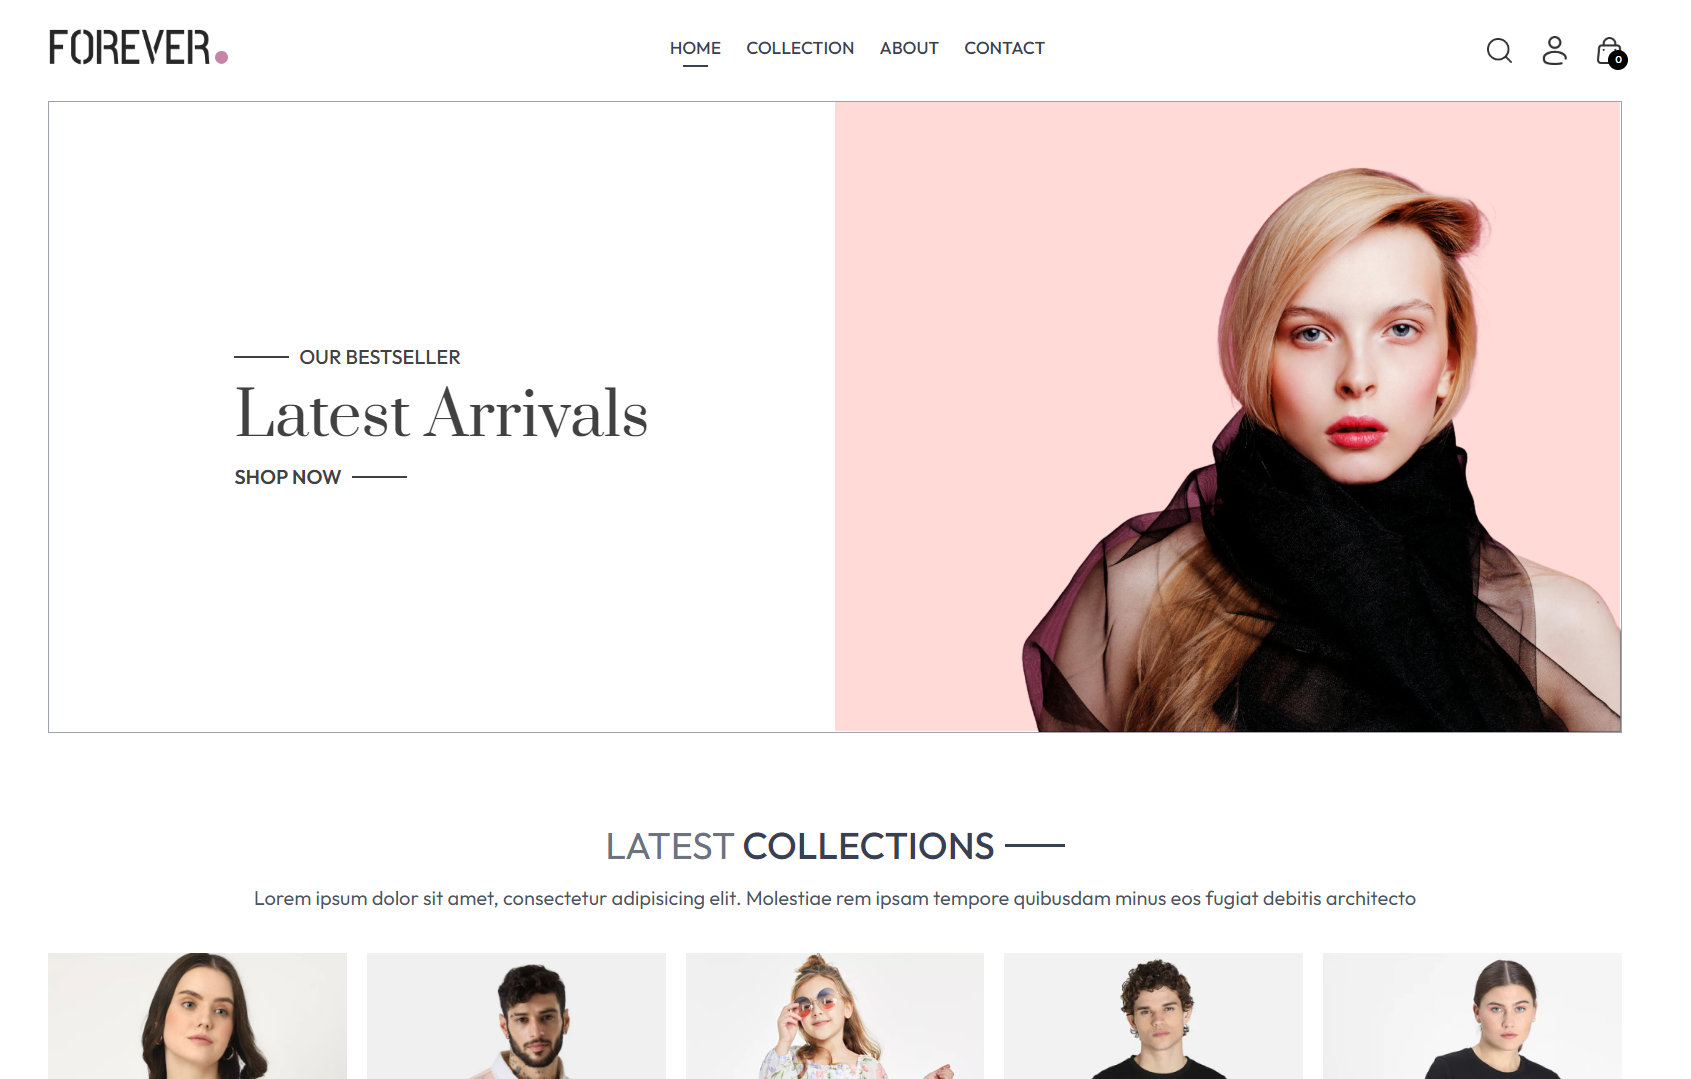 FOREVER.
HOME COLLECTION ABOUT CONTACT
0
OUR BESTSELLER
Latest Arrivals
SHOP NOW
LATEST COLLECTIONS
Lorem ipsum dolor sit amet, consectetur adipisicing elit. Molestiae rem ipsam tempore quibusdam minus eos fugiat debitis architecto